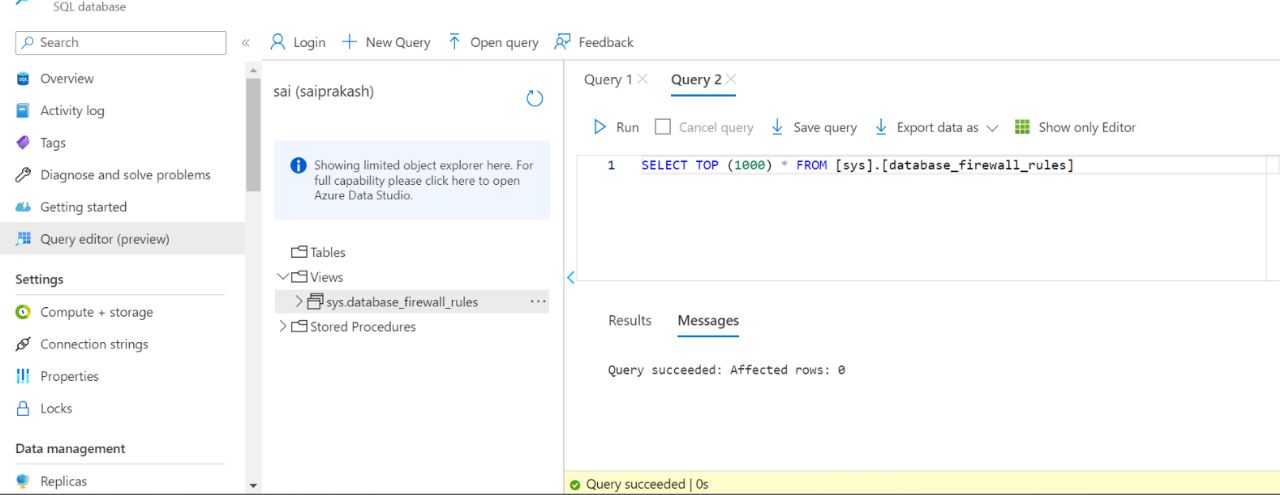 SQL database
Search
«
Login
New Query
Open query
Feedback
Overview
Activity log
Tags
Diagnose and solve problems
Getting started
Query editor (preview)
Settings
Compute + storage
Connection strings
Properties
Locks
Data management
Replicas
sai (saiprakash)
Showing limited object explorer here. For
full capability please click here to open
Azure Data Studio.
Tables
Views
sys.database_firewall_rules ...
Stored Procedures
Query 1
Query 2
Run
Cancel query
Save query
Export data as
Show only Editor
1 SELECT TOP (1000) * FROM [sys].[database_firewall_rules]
Results
Messages
Query succeeded: Affected rows: 0
Query succeeded | 0s